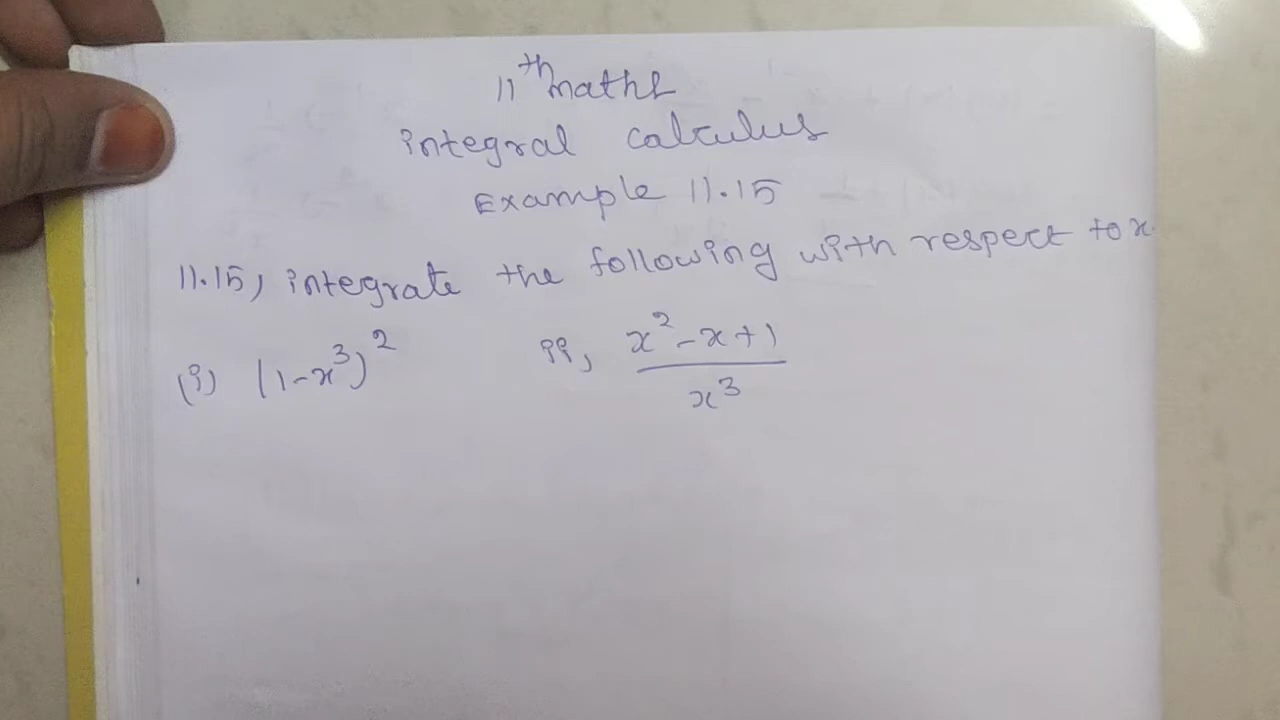 11th maths
integral calculus
Example 11.15
11.15, integrate the following with respect to x.
(i) (1-x³)² ii, x²-x+1
x³